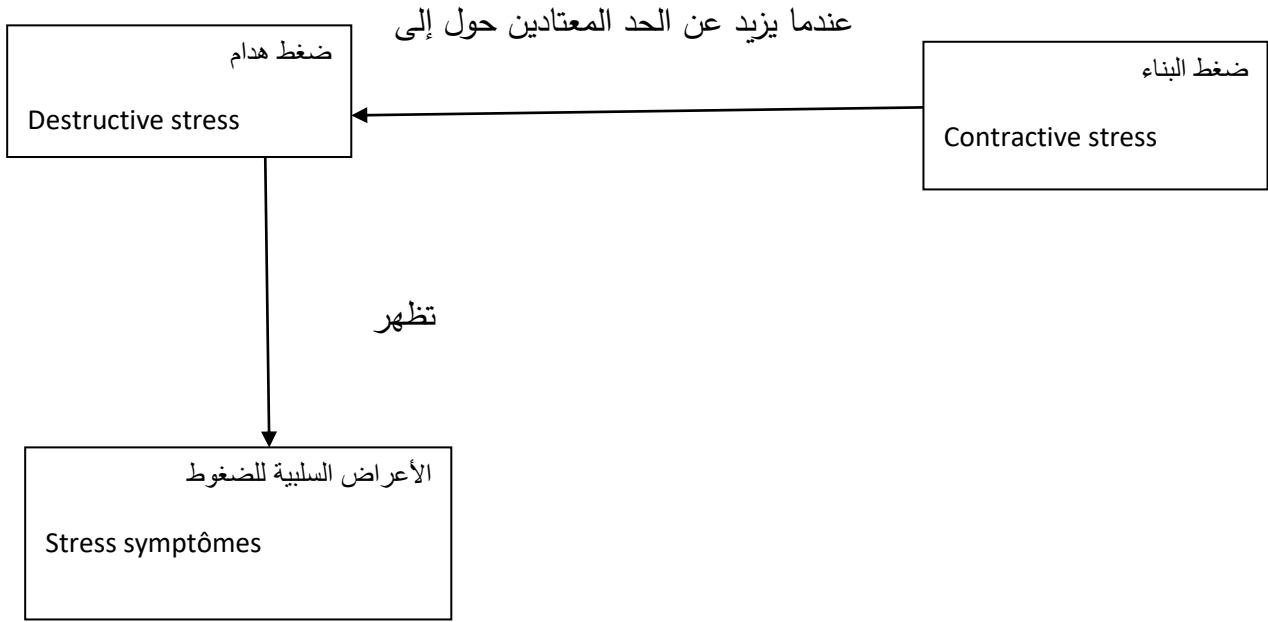 عندما يزيد عن الحد المعتادين حول إلى
ضغط البناء
Contractive stress
ضغط هدام
Destructive stress
تظهر
الأعراض السلبية للضغوط
Stress symptômes